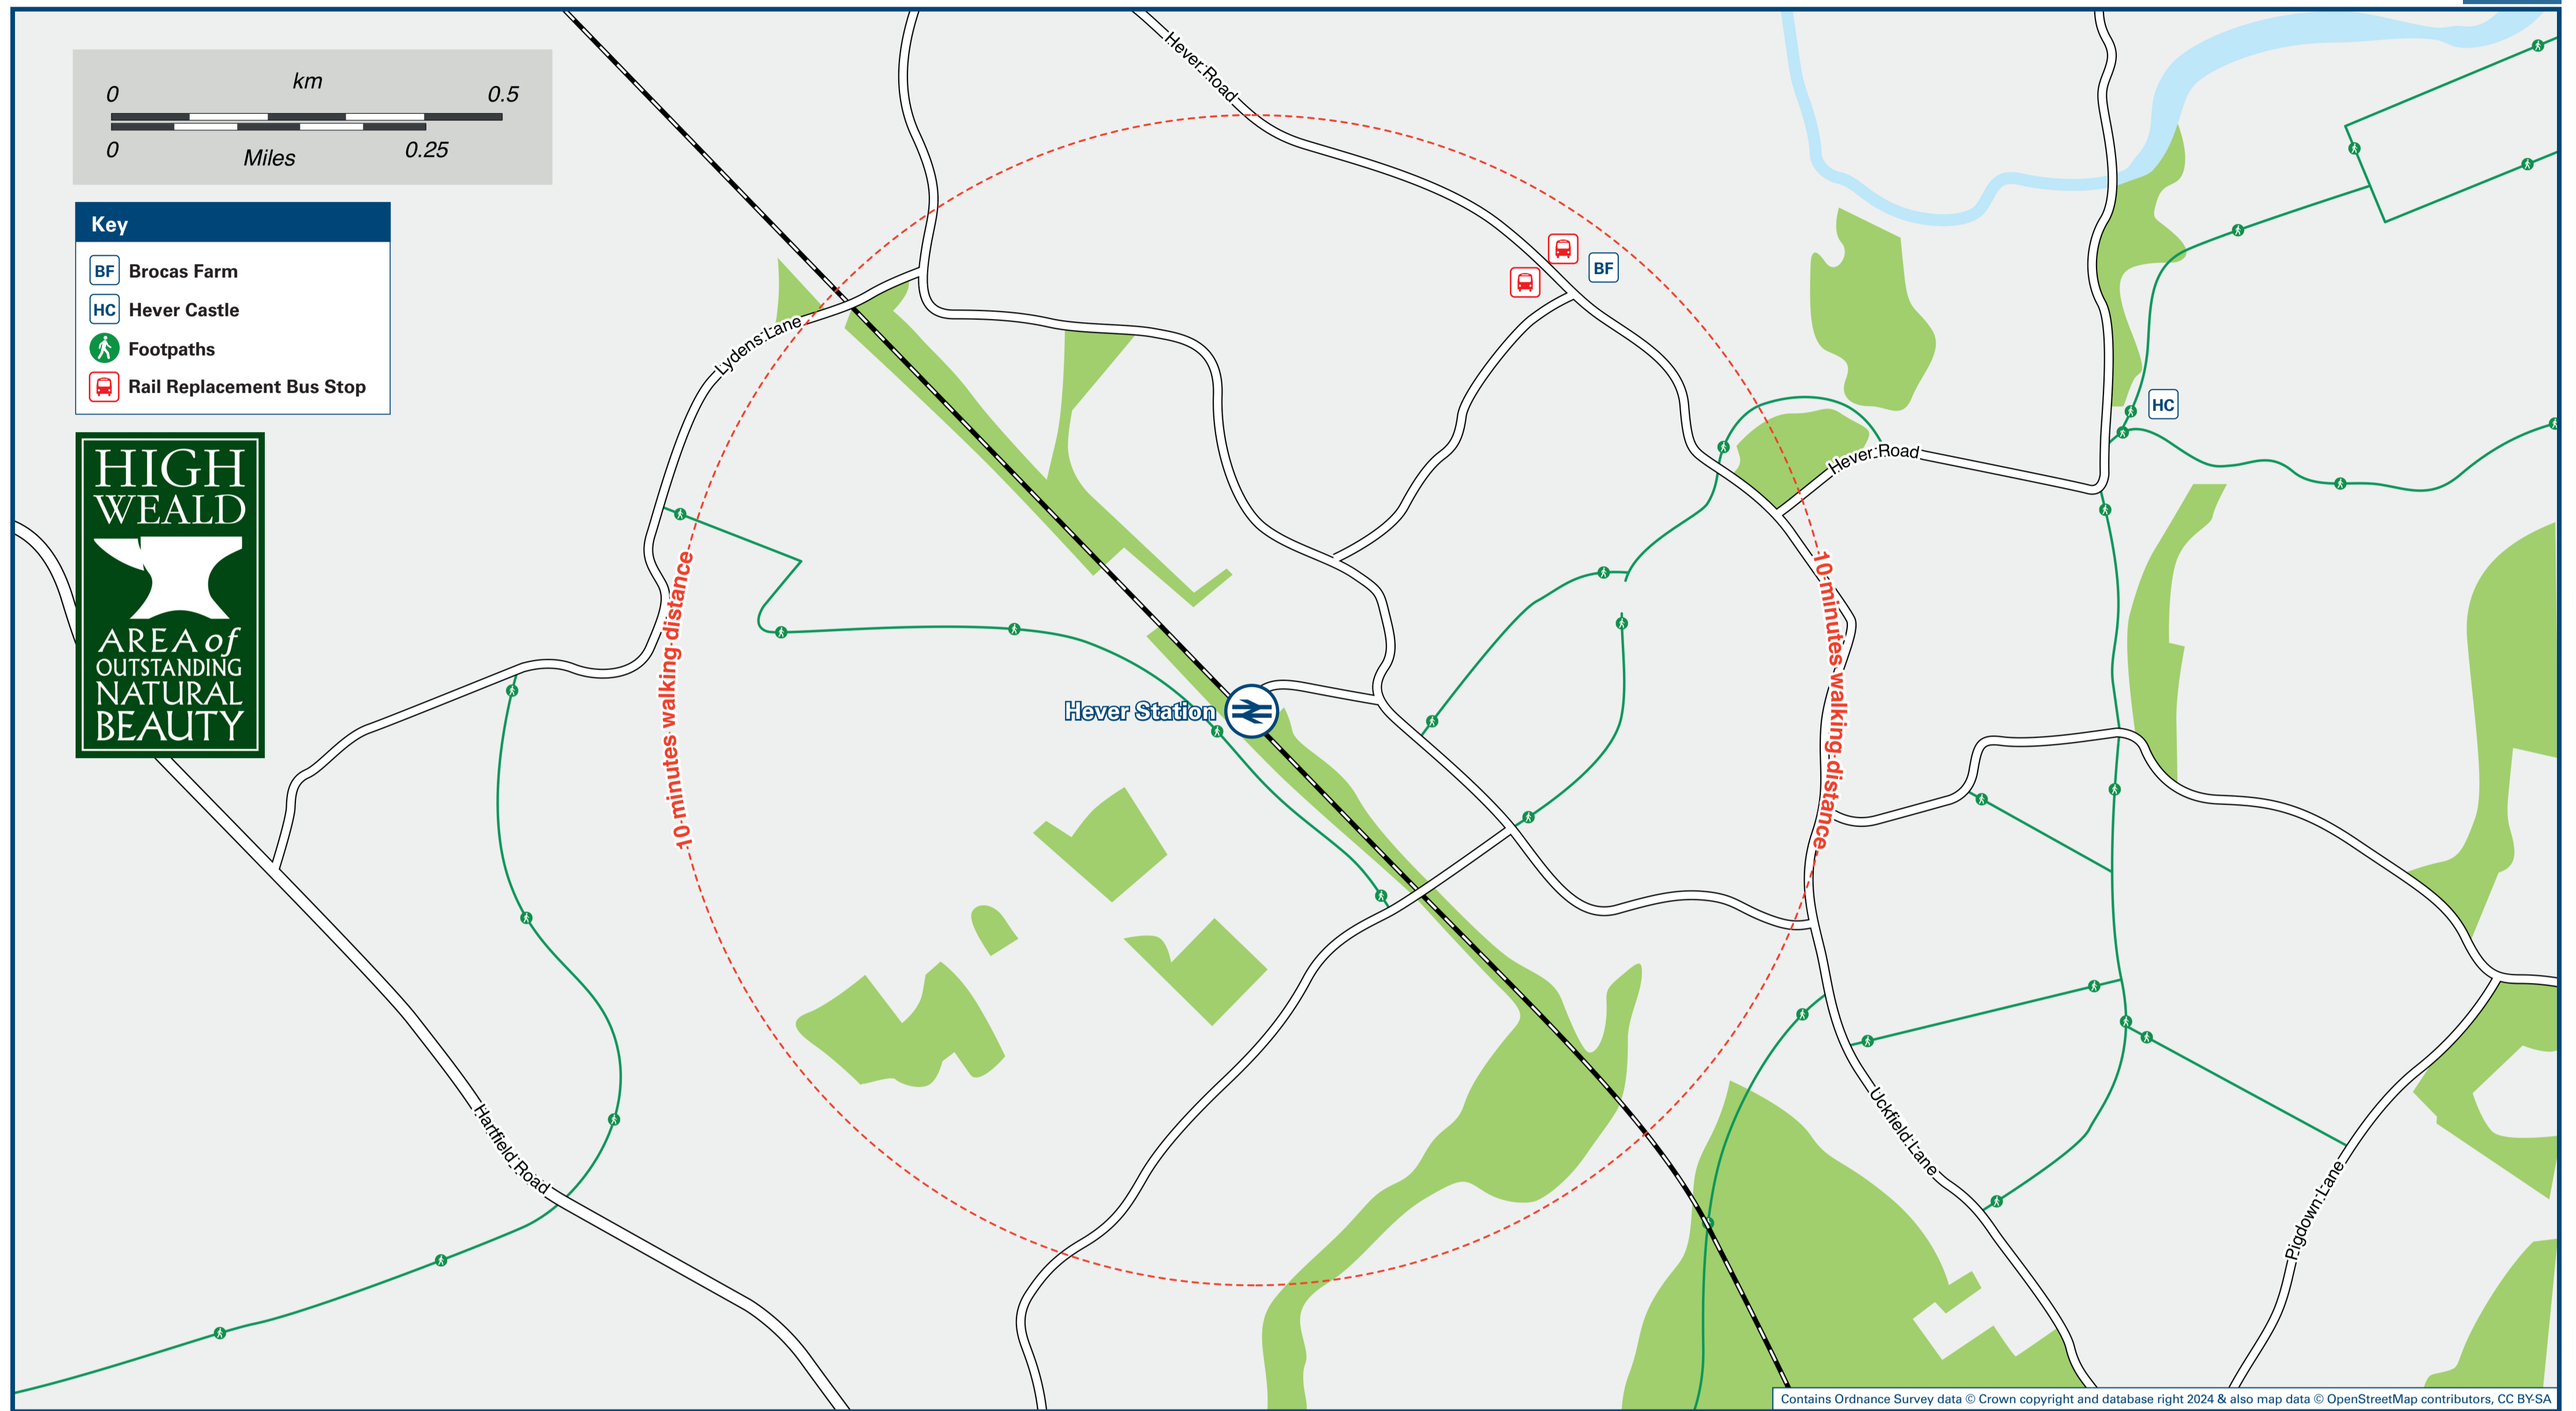 km
0 0.5
0 0.25
Miles
Key
BF Brocas Farm
HC Hever Castle
Footpaths
Rail Replacement Bus Stop
HIGH
WEALD
AREA of
OUTSTANDING
NATURAL
BEAUTY
Hever Road
BF
Lydens Lane
HC
Hever Road
10 minutes walking distance
10 minutes walking distance
Hever Station
Hartfield Road
Uckfield Lane
Pigdown Lane
Contains Ordnance Survey data © Crown copyright and database right 2024 & also map data © OpenStreetMap contributors, CC BY-SA